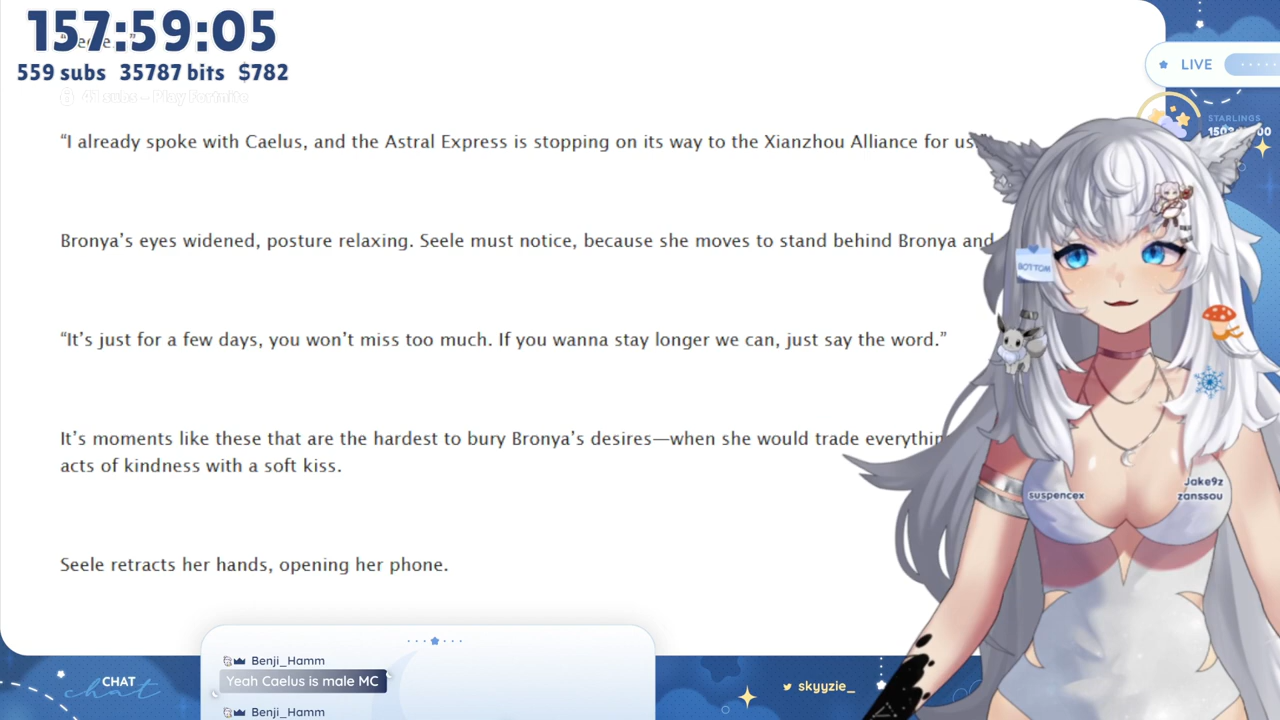 157:59:05
559 subs 35787 bits $782
47 subs - Play Fortnite
LIVE
STARLINGS
“I already spoke with Caelus, and the Astral Express is stopping on its way to the Xianzhou Alliance for us.”
Bronya’s eyes widened, posture relaxing. Seele must notice, because she moves to stand behind Bronya and
“It’s just for a few days, you won’t miss too much. If you wanna stay longer we can, just say the word.”
It’s moments like these that are the hardest to bury Bronya’s desires—when she would trade
acts of kindness with a soft kiss.
Seele retracts her hands, opening her phone.
BOTTOM
suspencex
Jake9z
zanssou
CHAT
chat
Benji_Hamm
Yeah Caelus is male MC
Benji_Hamm
skyyzie_